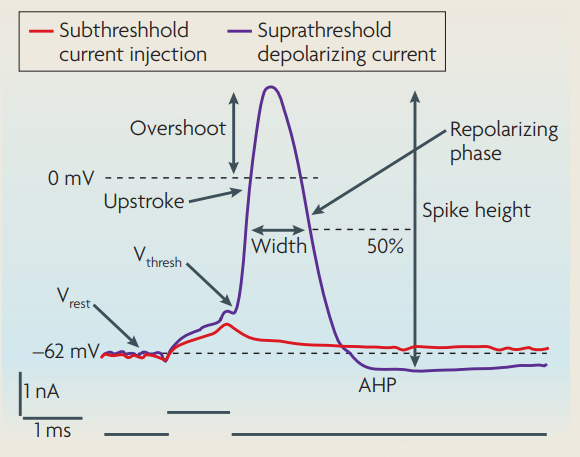 Subthreshhold
current injection
Suprathreshold
depolarizing current
Overshoot
Repolarizing
phase
0 mV
Upstroke
Spike height
Width
50%
Vthresh
Vrest
–62 mV
AHP
1 nA
1 ms